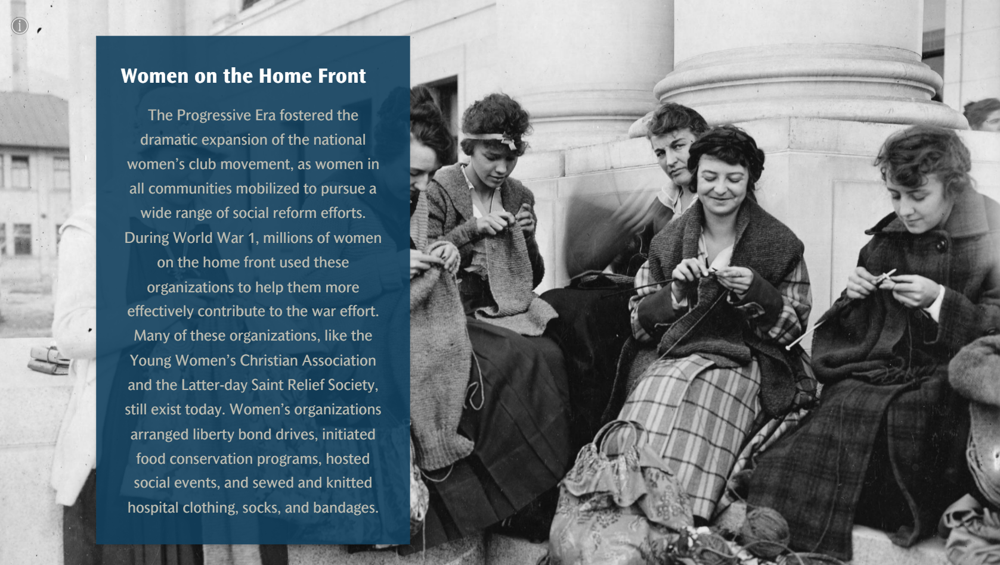 i
Women on the Home Front
The Progressive Era fostered the
dramatic expansion of the national
women's club movement, as women in
all communities mobilized to pursue a
wide range of social reform efforts.
During World War 1, millions of women
on the home front used these
organizations to help them more
effectively contribute to the war effort.
Many of these organizations, like the
Young Women's Christian Association
and the Latter-day Saint Relief Society,
still exist today. Women's organizations
arranged liberty bond drives, initiated
food conservation programs, hosted
social events, and sewed and knitted
hospital clothing, socks, and bandages.